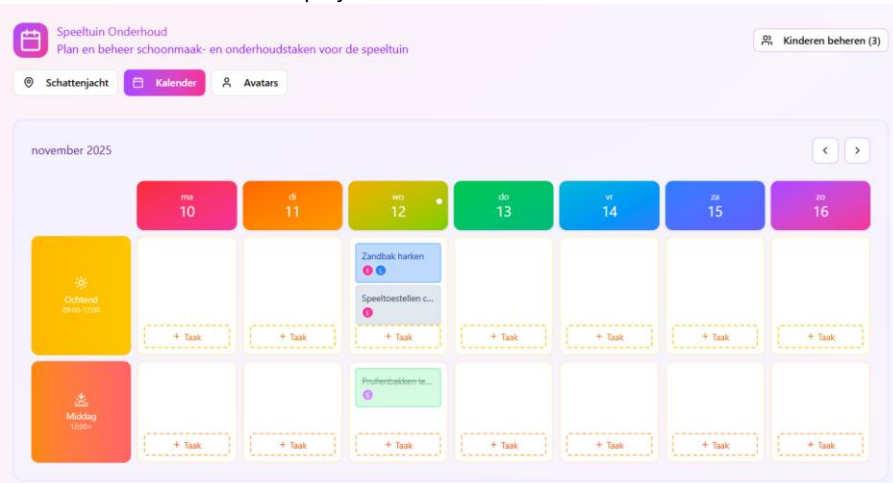 Speeltuin Onderhoud
Plan en beheer schoonmaak- en onderhoudstaken voor de speeltuin
Kinderen beheren (3)
Schattenjacht Kalender Avatars
november 2025
ma di wo do vr za zo
10 11 12 13 14 15 16
Zandbak harken
E L
Ochtend
09:00-12:00
Speeltoestellen c...
E
+ Taak + Taak + Taak + Taak + Taak + Taak + Taak
Prullenbakken le...
S
Middag
12:00+
+ Taak + Taak + Taak + Taak + Taak + Taak + Taak